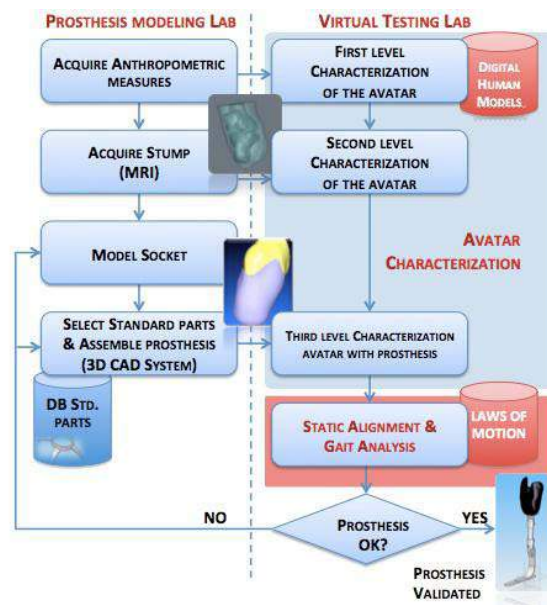 PROSTHESIS MODELING LAB
VIRTUAL TESTING LAB
ACQUIRE ANTHROPOMETRIC
MEASURES
FIRST LEVEL
CHARACTERIZATION
OF THE AVATAR
DIGITAL
HUMAN
MODELS
ACQUIRE STUMP
(MRI)
SECOND LEVEL
CHARACTERIZATION
OF THE AVATAR
MODEL SOCKET
AVATAR
CHARACTERIZATION
SELECT STANDARD PARTS
& ASSEMBLE PROSTHESIS
(3D CAD SYSTEM)
THIRD LEVEL CHARACTERIZATION
AVATAR WITH PROSTHESIS
DB STD.
PARTS
STATIC ALIGNMENT &
GAIT ANALYSIS
LAWS OF
MOTION
NO
PROSTHESIS
OK?
YES
PROSTHESIS
VALIDATED